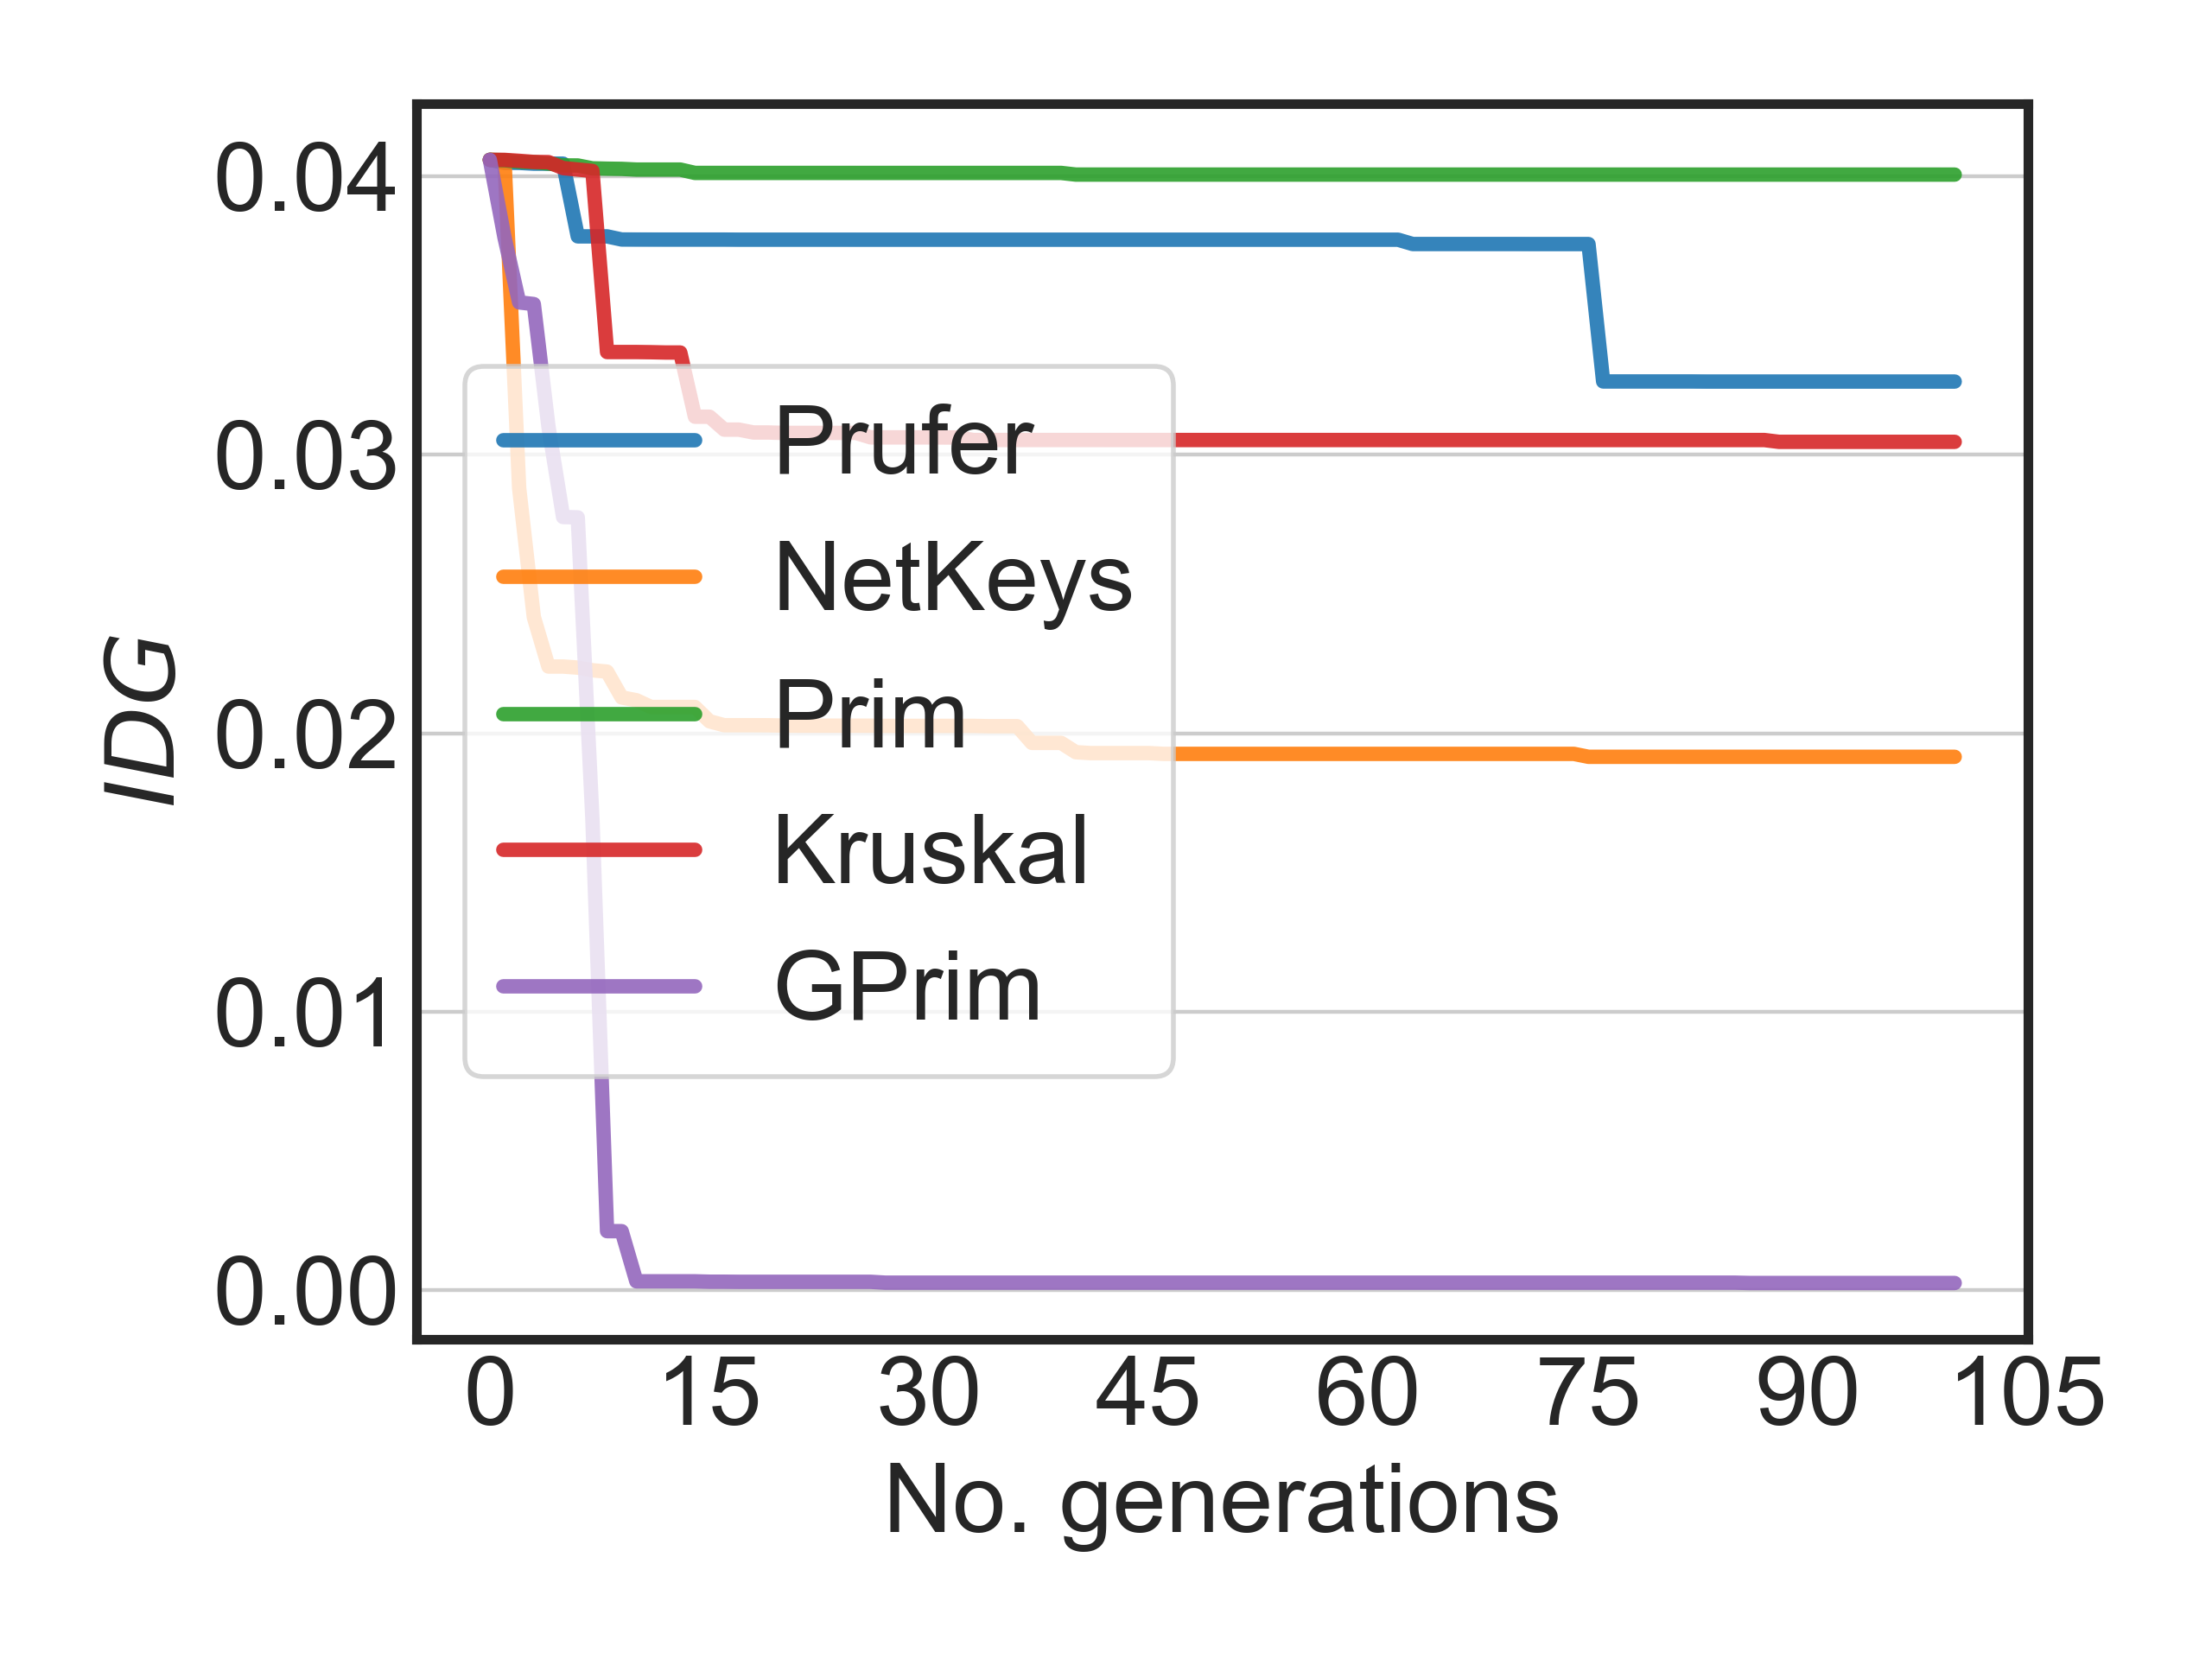 0.04
0.03
0.02
0.01
0.00
IDG
Prufer
NetKeys
Prim
Kruskal
GPrim
0 15 30 45 60 75 90 105
No. generations